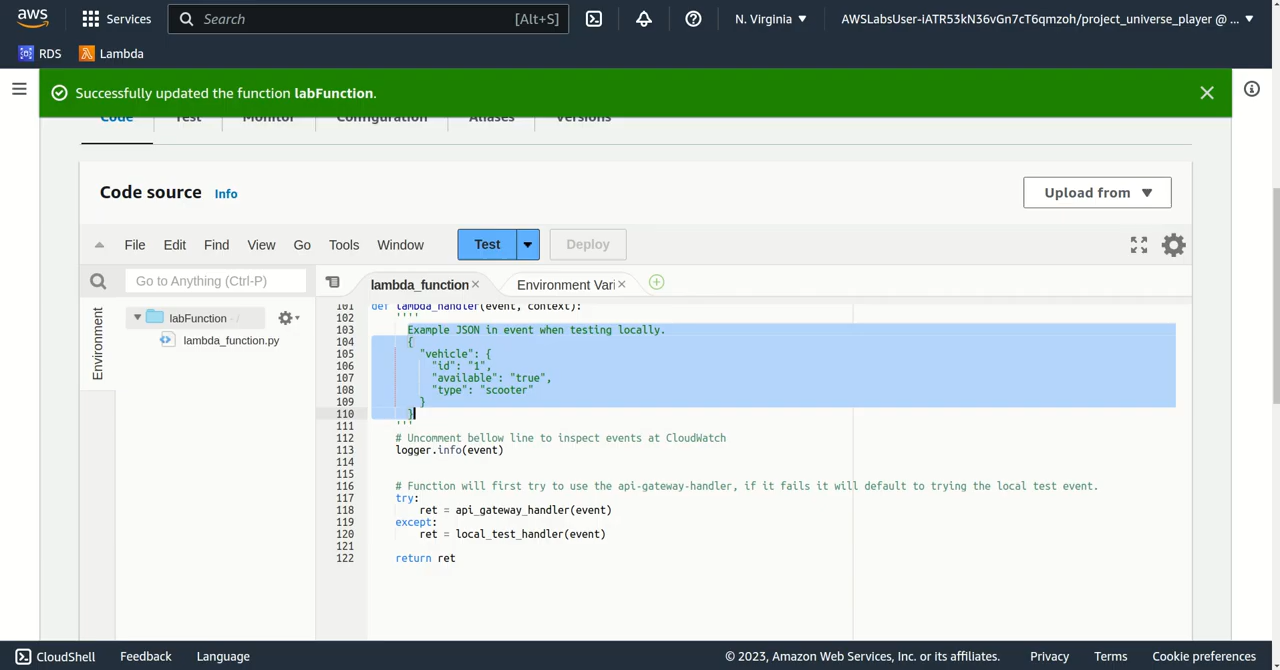 aws
Services
Search
[Alt+S]
N. Virginia
AWSLabsUser-iATR53kN36vGn7cT6qmzoh/project_universe_player @ ...
RDS
Lambda
Successfully updated the function labFunction.
Code
Test
Monitor
Configuration
Aliases
Versions
Code source
Info
Upload from
File
Edit
Find
View
Go
Tools
Window
Test
Deploy
Go to Anything (Ctrl-P)
lambda_function
Environment Vari
Environment
labFunction - /
lambda_function.py
101 def lambda_handler(event, context):
102 ''''
103 Example JSON in event when testing locally.
104 {
105 "vehicle": {
106 "id": "1",
107 "available": "true",
108 "type": "scooter"
109 }
110 }
111 '''
112 # Uncomment bellow line to inspect events at CloudWatch
113 logger.info(event)
114
115
116 # Function will first try to use the api-gateway-handler, if it fails it will default to trying the local test event.
117 try:
118 ret = api_gateway_handler(event)
119 except:
120 ret = local_test_handler(event)
121
122 return ret
CloudShell
Feedback
Language
© 2023, Amazon Web Services, Inc. or its affiliates.
Privacy
Terms
Cookie preferences